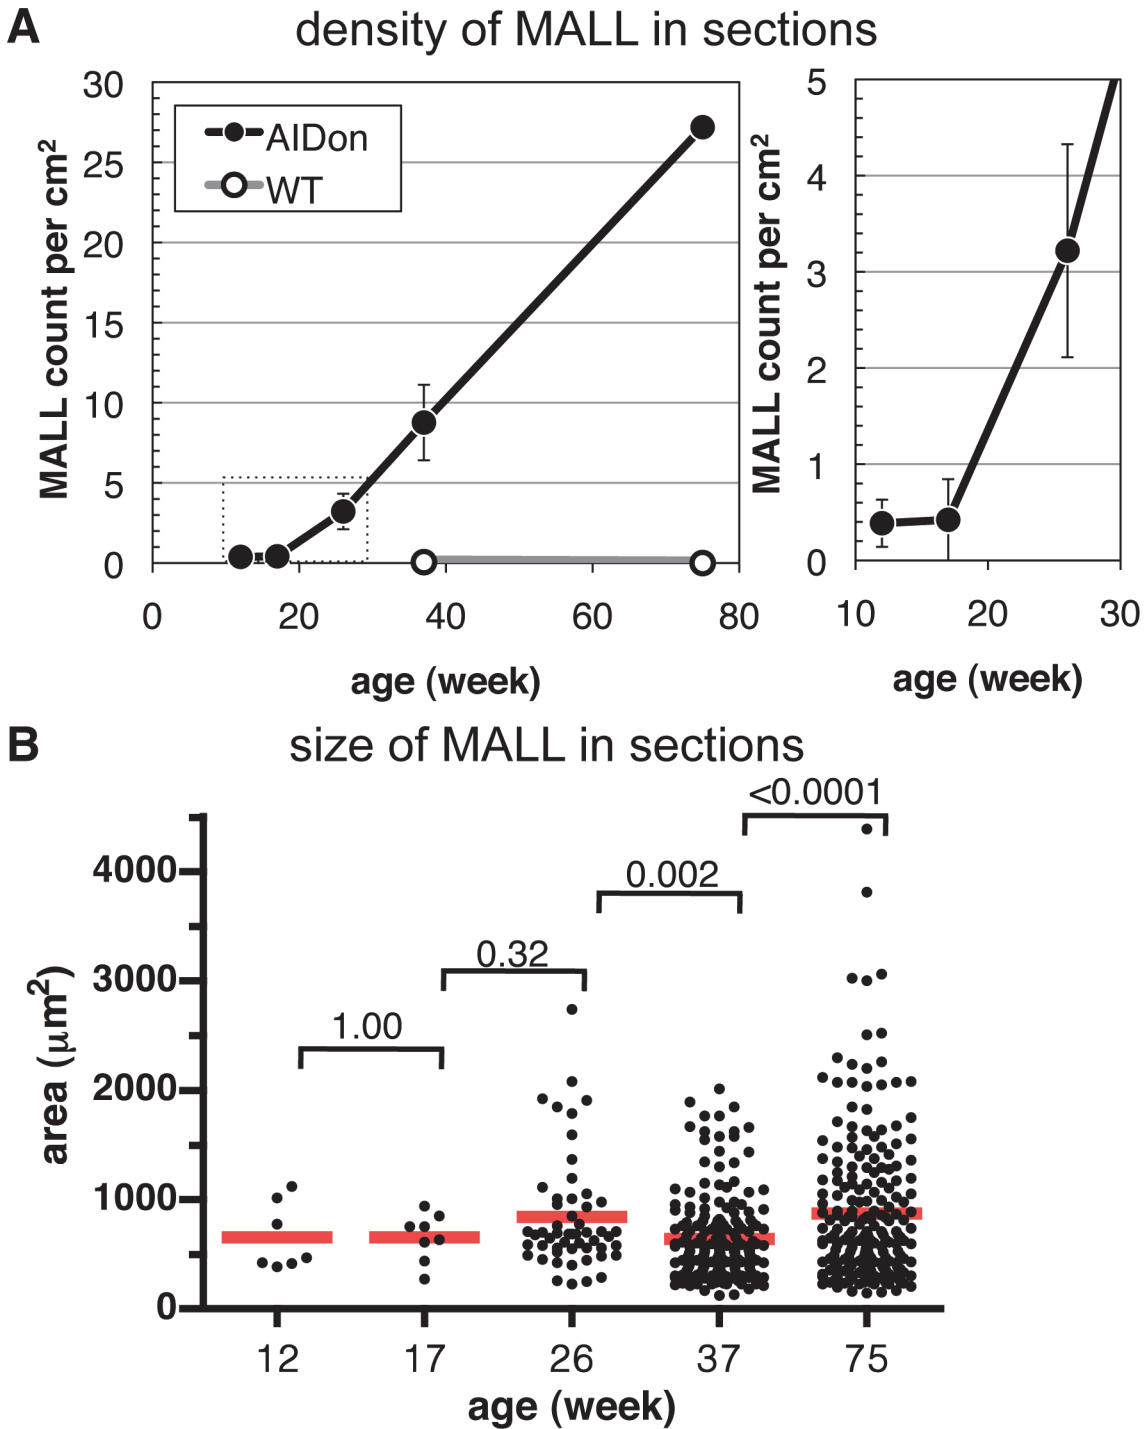 A
density of MALL in sections
MALL count per cm2
30
25
20
15
10
5
0
AIDon
WT
0 20 40 60 80
age (week)
MALL count per cm2
5
4
3
2
1
0
10 20 30
age (week)
B
size of MALL in sections
area (μm2)
4000
3000
2000
1000
0
1.00
0.32
0.002
<0.0001
12 17 26 37 75
age (week)